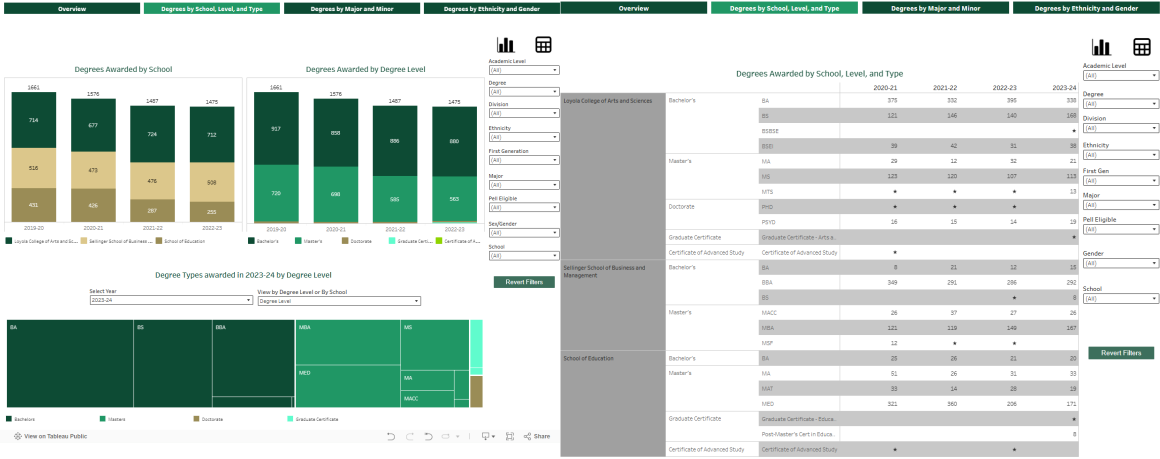 Overview
Degrees by School, Level, and Type
Degrees by Major and Minor
Degrees by Ethnicity and Gender
Degrees Awarded by School
1661
1576
1487
1475
714
677
724
712
516
473
476
508
431
426
287
255
2019-20
2020-21
2021-22
2022-23
Loyola College of Arts and Sc...
Sellinger School of Business ...
School of Education
Degrees Awarded by Degree Level
1661
1576
1487
1475
917
858
886
880
720
698
585
563
2019-20
2020-21
2021-22
2022-23
Bachelor's
Master's
Doctorate
Graduate Cert...
Certificate of A...
Academic Level
(All)
Degree
(All)
Division
(All)
Ethnicity
(All)
First Generation
(All)
Major
(All)
Pell Eligible
(All)
Sex/Gender
(All)
School
(All)
Revert Filters
Degree Types awarded in 2023-24 by Degree Level
Select Year
2023-24
View by Degree Level or By School
Degree Level
BA
BS
BBA
MBA
MED
MS
MA
MACC
Bachelors
Masters
Doctorate
Graduate Certificate
View on Tableau Public
Share
Overview
Degrees by School, Level, and Type
Degrees by Major and Minor
Degrees by Ethnicity and Gender
Degrees Awarded by School, Level, and Type
2020-21 2021-22 2022-23 2023-24
Loyola College of Arts and Sciences Bachelor's BA 375 332 395 338
BS 121 146 140 168
BSBSE ★
BSEI 39 42 31 38
Master's MA 29 12 32 21
MS 123 120 107 113
MTS ★ ★ ★ 13
Doctorate PHD ★ ★ ★
PSYD 16 15 14 19
Graduate Certificate Graduate Certificate - Arts a.. ★
Certificate of Advanced Study Certificate of Advanced Study ★
Sellinger School of Business and Management Bachelor's BA 8 21 12 15
BBA 349 291 286 292
BS ★ 8
Master's MACC 26 37 27 26
MBA 121 119 149 187
MSF 12 ★ ★
School of Education Bachelor's BA 25 26 21 20
Master's MA 51 26 31 33
MAT 33 14 28 19
MED 321 360 206 171
Graduate Certificate Graduate Certificate - Educa.. ★
Post-Master's Cert in Educa.. 8
Certificate of Advanced Study Certificate of Advanced Study ★ ★
Academic Level
(All)
Degree
(All)
Division
(All)
Ethnicity
(All)
First Gen
(All)
Major
(All)
Pell Eligible
(All)
Gender
(All)
School
(All)
Revert Filters